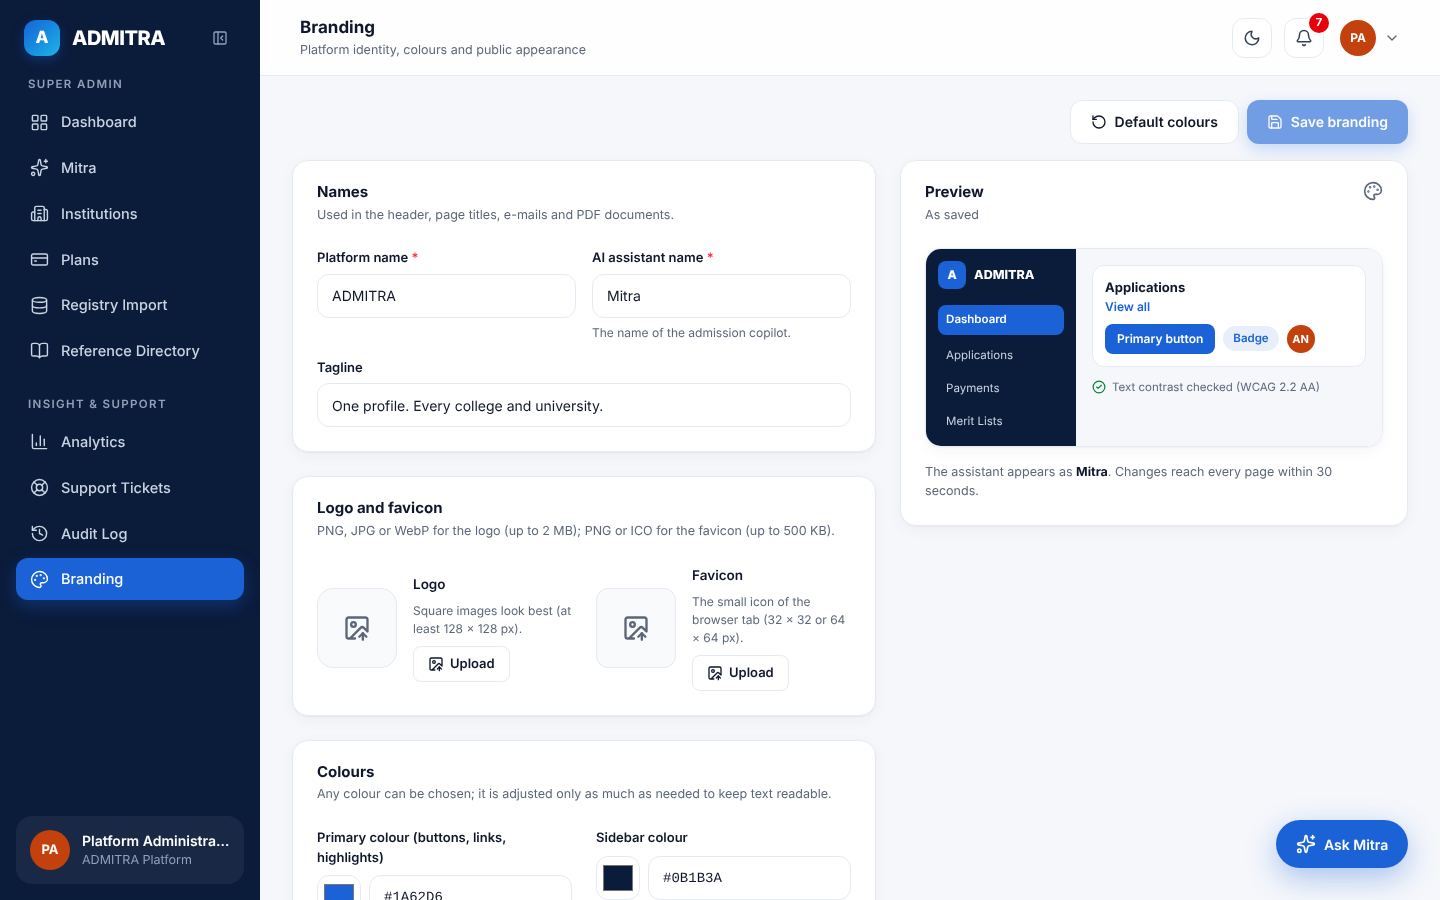 A ADMITRA
SUPER ADMIN
Dashboard
Mitra
Institutions
Plans
Registry Import
Reference Directory
INSIGHT & SUPPORT
Analytics
Support Tickets
Audit Log
Branding
PA
Platform Administra...
ADMITRA Platform
Branding
Platform identity, colours and public appearance
7
PA
Default colours
Save branding
Names
Used in the header, page titles, e-mails and PDF documents.
Platform name *
AI assistant name *
ADMITRA
Mitra
The name of the admission copilot.
Tagline
One profile. Every college and university.
Logo and favicon
PNG, JPG or WebP for the logo (up to 2 MB); PNG or ICO for the favicon (up to 500 KB).
Logo
Square images look best (at
least 128 × 128 px).
Upload
Favicon
The small icon of the
browser tab (32 × 32 or 64
× 64 px).
Upload
Colours
Any colour can be chosen; it is adjusted only as much as needed to keep text readable.
Primary colour (buttons, links,
highlights)
#1A62D6
Sidebar colour
#0B1B3A
Preview
As saved
A ADMITRA
Dashboard
Applications
Payments
Merit Lists
Applications
View all
Primary button
Badge
AN
Text contrast checked (WCAG 2.2 AA)
The assistant appears as Mitra. Changes reach every page within 30
seconds.
Ask Mitra